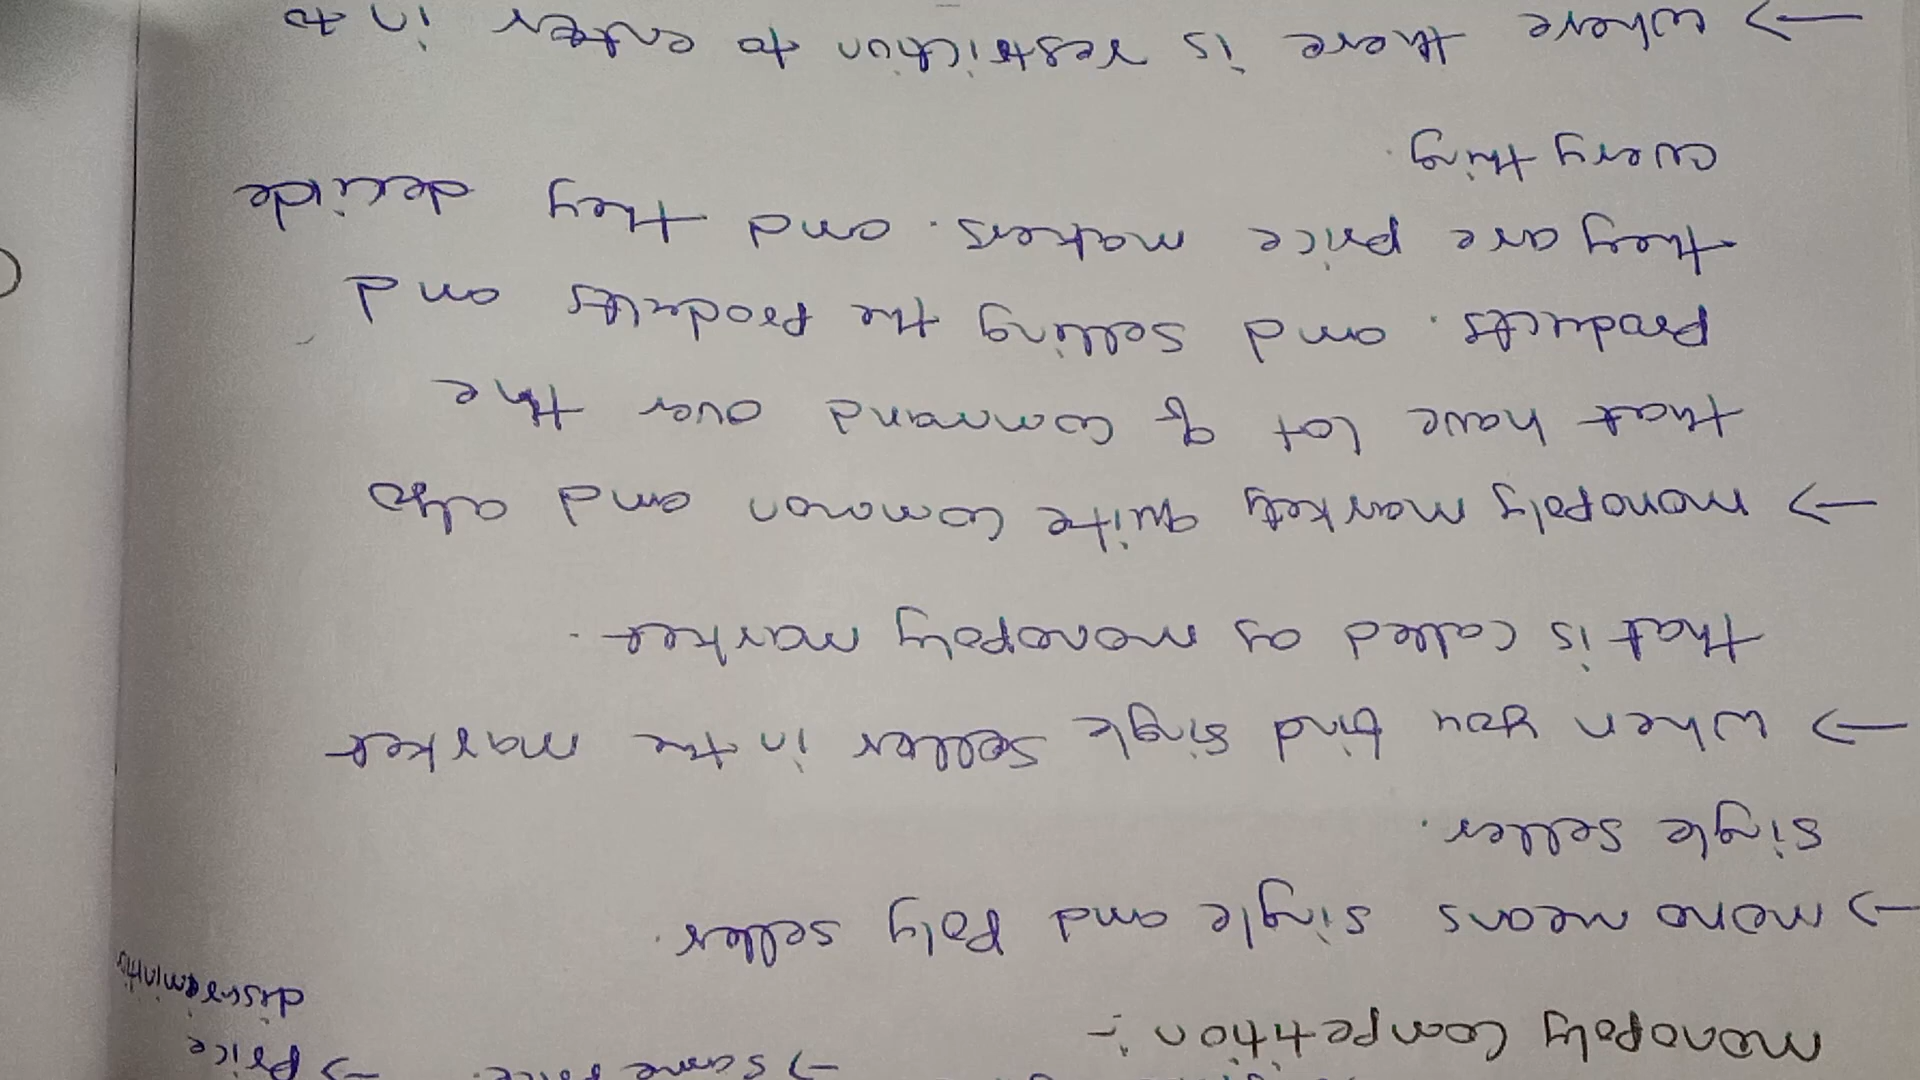 → same price. → price
discreminitio
monopoly competition :-
→ mono means single and Poly seller.
single seller.
→ when you find single seller in the market
that is called as monopoly market.
→ monopoly market quite common and also
that have lot of command over the
products. and selling the products and
they are price makers. and they decide
every thing.
→ where there is restriction to enter in to